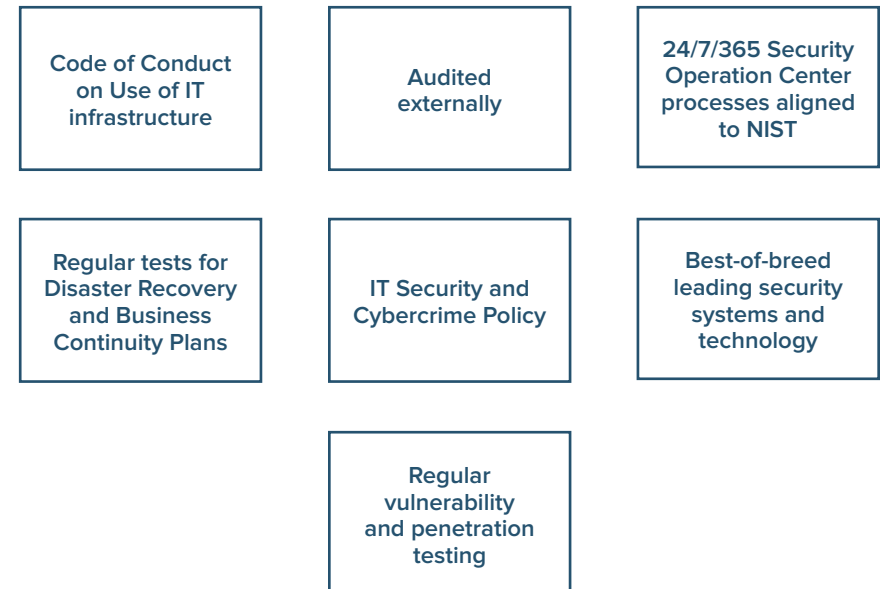 Code of Conduct
on Use of IT
infrastructure
Audited
externally
24/7/365 Security
Operation Center
processes aligned
to NIST
Regular tests for
Disaster Recovery
and Business
Continuity Plans
IT Security and
Cybercrime Policy
Best-of-breed
leading security
systems and
technology
Regular
vulnerability
and penetration
testing